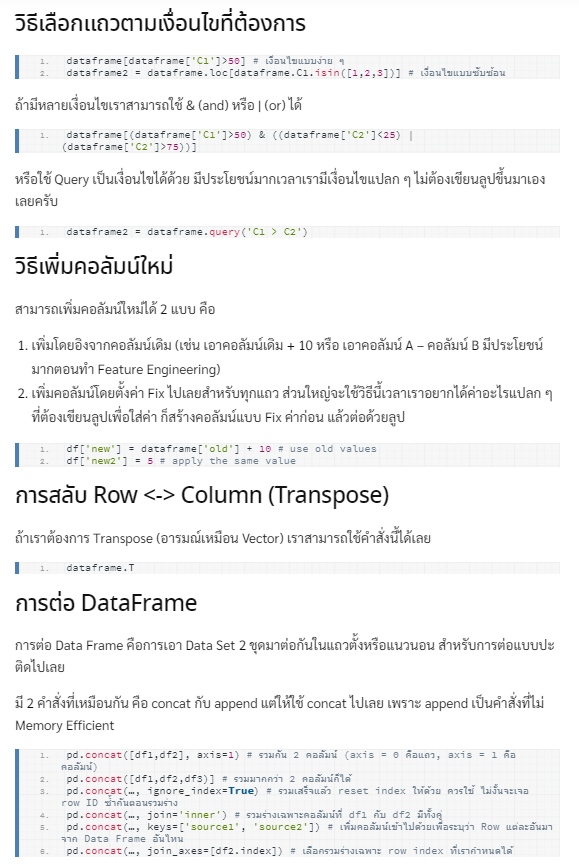 วิธีเลือกแถวตามเงื่อนไขที่ต้องการ
1. dataframe[dataframe['C1']>50] # เงื่อนไขแบบง่าย ๆ
2. dataframe2 = dataframe.loc[dataframe.C1.isin([1,2,3])] # เงื่อนไขแบบซับซ้อน
ถ้ามีหลายเงื่อนไขเราสามารถใช้ & (and) หรือ | (or) ได้
1. dataframe[(dataframe['C1']>50) & ((dataframe['C2']<25) |
(dataframe['C2']>75))]
หรือใช้ Query เป็นเงื่อนไขได้ด้วย มีประโยชน์มากเวลาเรามีเงื่อนไขแปลก ๆ ไม่ต้องเขียนลูปขึ้นมาเอง
เลยครับ
1. dataframe2 = dataframe.query('C1 > C2')
วิธีเพิ่มคอลัมน์ใหม่
สามารถเพิ่มคอลัมน์ใหม่ได้ 2 แบบ คือ
1. เพิ่มโดยอิงจากคอลัมน์เดิม (เช่น เอาคอลัมน์เดิม + 10 หรือ เอาคอลัมน์ A – คอลัมน์ B มีประโยชน์
มากตอนทำ Feature Engineering)
2. เพิ่มคอลัมน์โดยตั้งค่า Fix ไปเลยสำหรับทุกแถว ส่วนใหญ่จะใช้วิธีนี้เวลาเราอยากได้ค่าอะไรแปลก ๆ
ที่ต้องเขียนลูปเพื่อใส่ค่า ก็สร้างคอลัมน์แบบ Fix ค่าก่อน แล้วต่อด้วยลูป
1. df['new'] = dataframe['old'] + 10 # use old values
2. df['new2'] = 5 # apply the same value
การสลับ Row <-> Column (Transpose)
ถ้าเราต้องการ Transpose (อารมณ์เหมือน Vector) เราสามารถใช้คำสั่งนี้ได้เลย
1. dataframe.T
การต่อ DataFrame
การต่อ Data Frame คือการเอา Data Set 2 ชุดมาต่อกันในแถวตั้งหรือแนวนอน สำหรับการต่อแบบปะ
ติดไปเลย
มี 2 คำสั่งที่เหมือนกัน คือ concat กับ append แต่ให้ใช้ concat ไปเลย เพราะ append เป็นคำสั่งที่ไม่
Memory Efficient
1. pd.concat([df1,df2], axis=1) # รวมกัน 2 คอลัมน์ (axis = 0 คือแถว, axis = 1 คือ
คอลัมน์)
2. pd.concat([df1,df2,df3)] # รวมมากกว่า 2 คอลัมน์ก็ได้
3. pd.concat(…, ignore_index=True) # รวมเสร็จแล้ว reset index ให้ด้วย ควรใช้ ไม่งั้นจะเจอ
row ID ซ้ำกันตอนรวมร่าง
4. pd.concat(…, join='inner') # รวมร่างเฉพาะคอลัมน์ที่ df1 กับ df2 มีทั้งคู่
5. pd.concat(…, keys=['source1', 'source2']) # เพิ่มคอลัมน์เข้าไปด้วยเพื่อระบุว่า Row แต่ละอันมา
จาก Data Frame อันไหน
6. pd.concat(…, join_axes=[df2.index]) # เลือกรวมร่างเฉพาะ row index ที่เรากำหนดได้